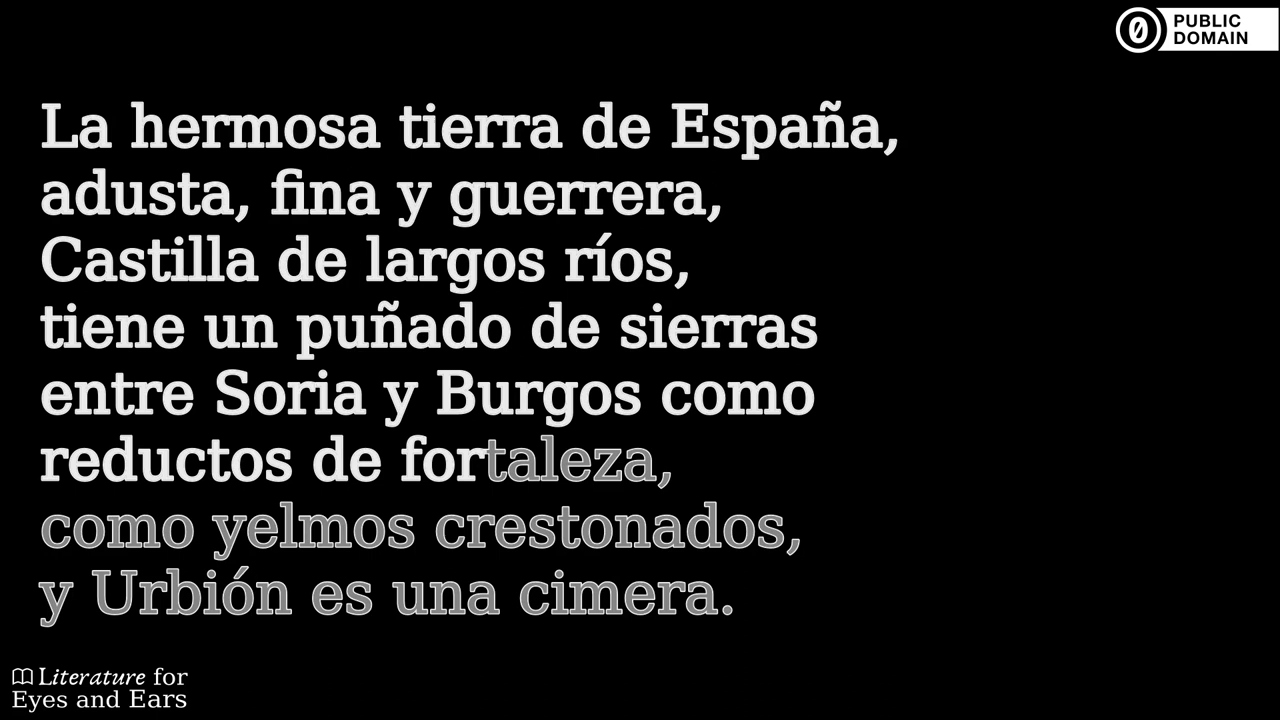 PUBLIC
DOMAIN
La hermosa tierra de España,
adusta, fina y guerrera,
Castilla de largos ríos,
tiene un puñado de sierras
entre Soria y Burgos como
reductos de fortaleza,
como yelmos crestonados,
y Urbión es una cimera.
Literature for
Eyes and Ears